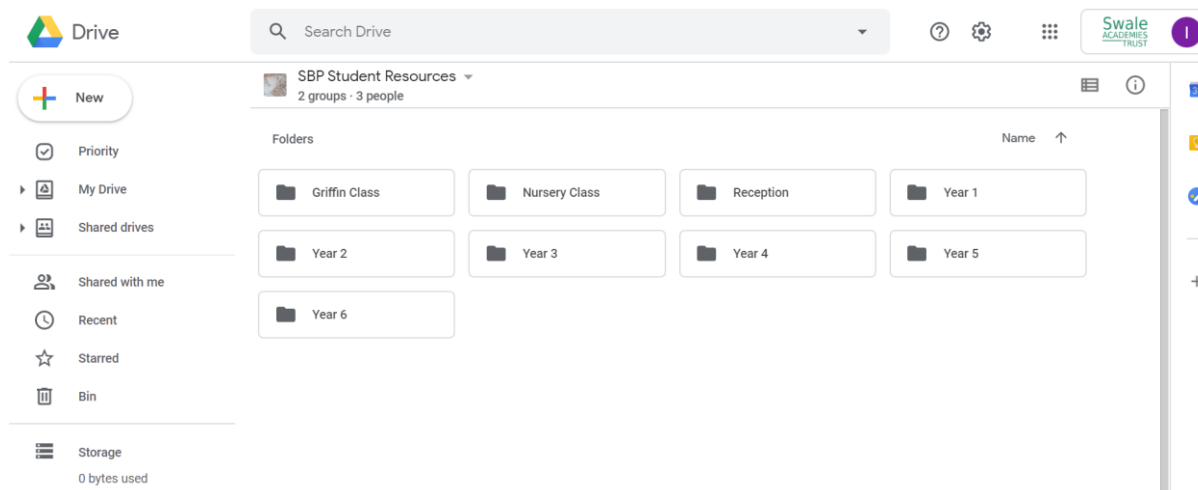 Drive
Search Drive
Swale
ACADEMIES
TRUST
I
New
Priority
My Drive
Shared drives
Shared with me
Recent
Starred
Bin
Storage
0 bytes used
SBP Student Resources
2 groups · 3 people
Folders
Name
Griffin Class
Nursery Class
Reception
Year 1
Year 2
Year 3
Year 4
Year 5
Year 6